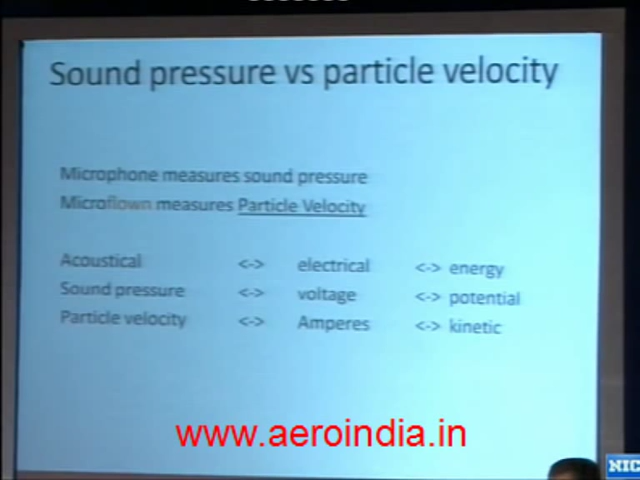 Sound pressure vs particle velocity
Microphone measures sound pressure
Microflown measures Particle Velocity
Acoustical <-> electrical <-> energy
Sound pressure <-> voltage <-> potential
Particle velocity <-> Amperes <-> kinetic
www.aeroindia.in
NIC